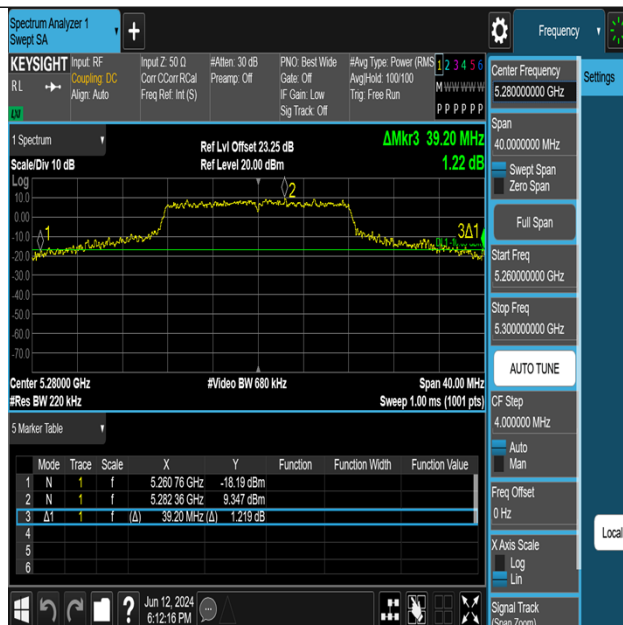 Spectrum Analyzer 1
Swept SA
+
Frequency
KEYSIGHT
RL
LXI
Input: RF
Coupling: DC
Align: Auto
Input Z: 50 Ω
Corr CCorr RCal
Freq Ref: Int (S)
#Atten: 30 dB
Preamp: Off
PNO: Best Wide
Gate: Off
IF Gain: Low
Sig Track: Off
#Avg Type: Power (RMS
Avg|Hold: 100/100
Trig: Free Run
1 2 3 4 5 6
M W W W W W
P P P P P P
1 Spectrum
Scale/Div 10 dB
Log
Ref Lvl Offset 23.25 dB
Ref Level 20.00 dBm
ΔMkr3 39.20 MHz
1.22 dB
10.0
0.00
-10.0
-20.0
-30.0
-40.0
-50.0
-60.0
-70.0
1
2
3Δ1
Center 5.28000 GHz
#Res BW 220 kHz
#Video BW 680 kHz
Span 40.00 MHz
Sweep 1.00 ms (1001 pts)
5 Marker Table
Mode Trace Scale X Y Function Function Width Function Value
1 N 1 f 5.260 76 GHz -18.19 dBm
2 N 1 f 5.282 36 GHz 9.347 dBm
3 Δ1 1 f (Δ) 39.20 MHz (Δ) 1.219 dB
4
5
6
Jun 12, 2024
6:12:16 PM
Center Frequency
5.280000000 GHz
Settings
Span
40.0000000 MHz
Swept Span
Zero Span
Full Span
Start Freq
5.260000000 GHz
Stop Freq
5.300000000 GHz
AUTO TUNE
CF Step
4.000000 MHz
Auto
Man
Freq Offset
0 Hz
Local
X Axis Scale
Log
Lin
Signal Track
(Span Zoom)